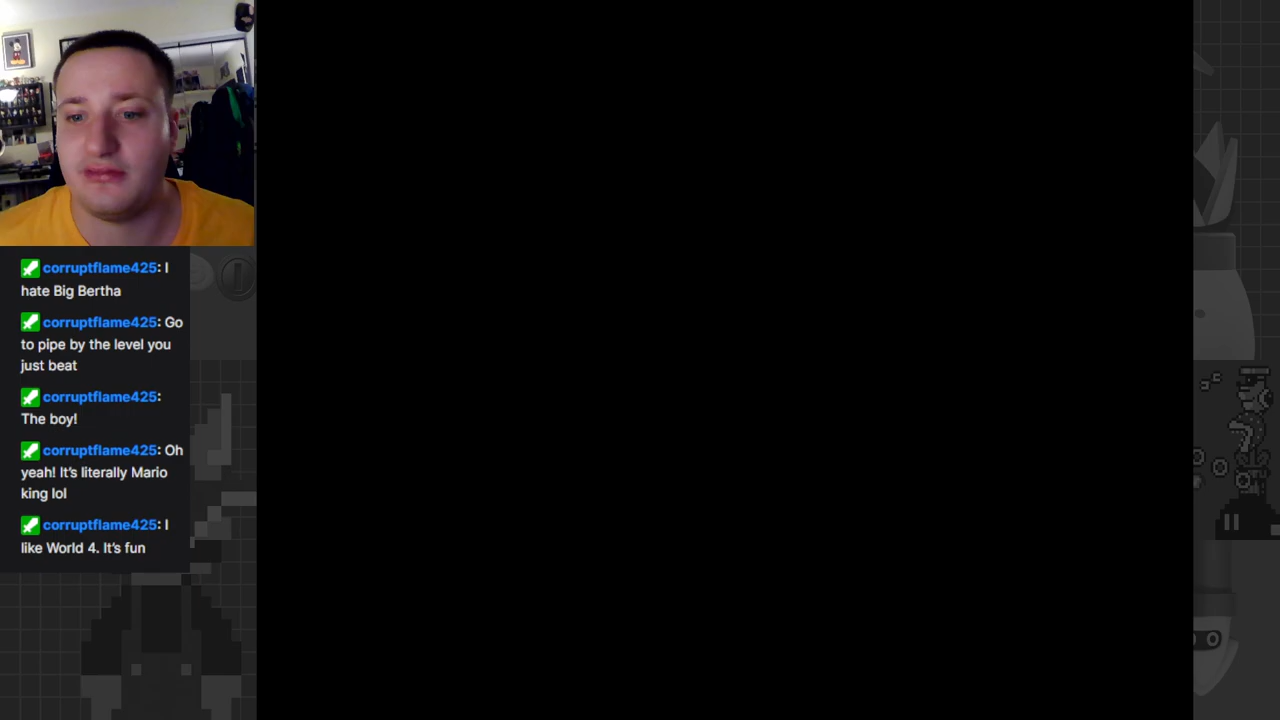 corruptflame425: I
hate Big Bertha
corruptflame425: Go
to pipe by the level you
just beat
corruptflame425:
The boy!
corruptflame425: Oh
yeah! It's literally Mario
king lol
corruptflame425: I
like World 4. It's fun